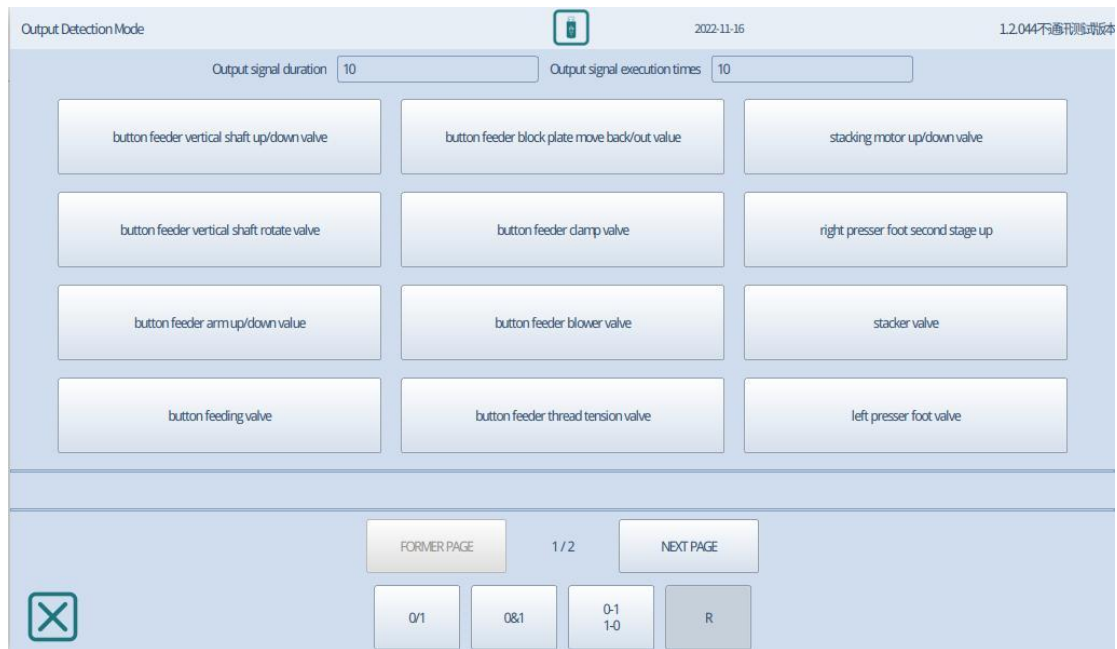 Output Detection Mode
2022-11-16
1.2.044不通讯测试版本
Output signal duration 10
Output signal execution times 10
button feeder vertical shaft up/down valve
button feeder block plate move back/out value
stacking motor up/down valve
button feeder vertical shaft rotate valve
button feeder clamp valve
right presser foot second stage up
button feeder arm up/down value
button feeder blower valve
stacker valve
button feeding valve
button feeder thread tension valve
left presser foot valve
FORMER PAGE
1 / 2
NEXT PAGE
0/1
0&1
0-1
1-0
R